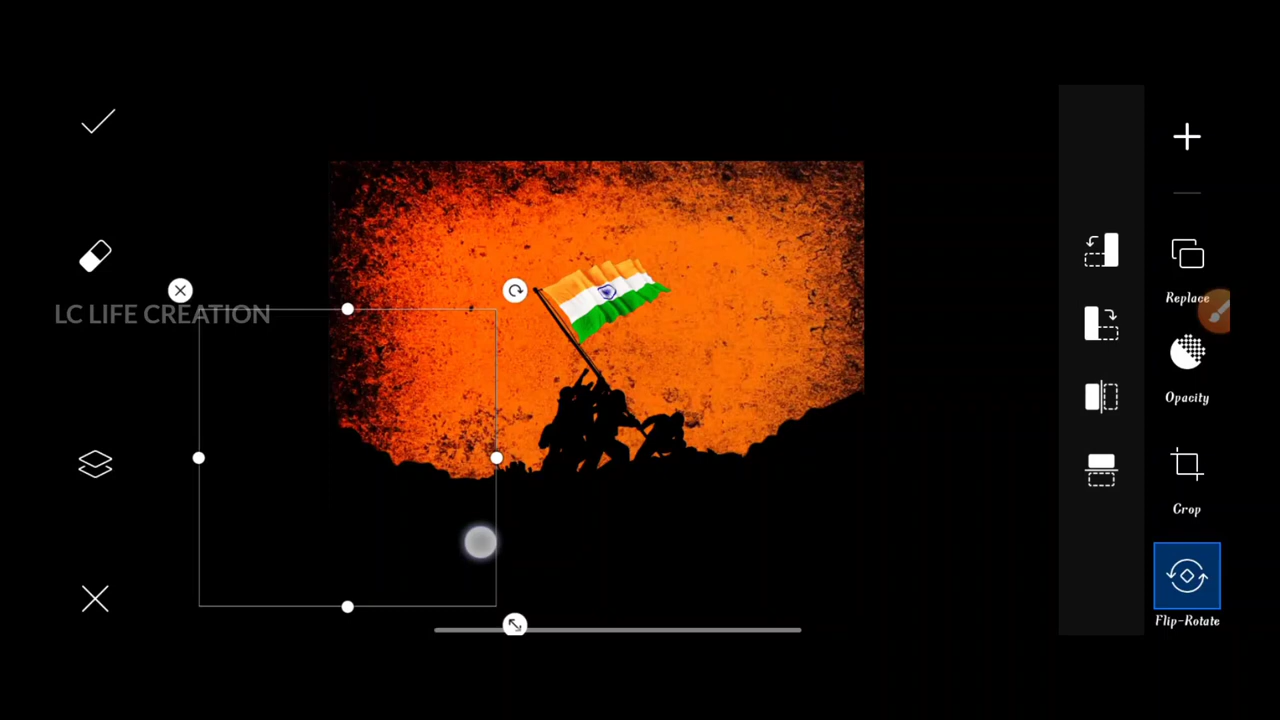 Replace
LC LIFE CREATION
Opacity
Crop
Flip-Rotate